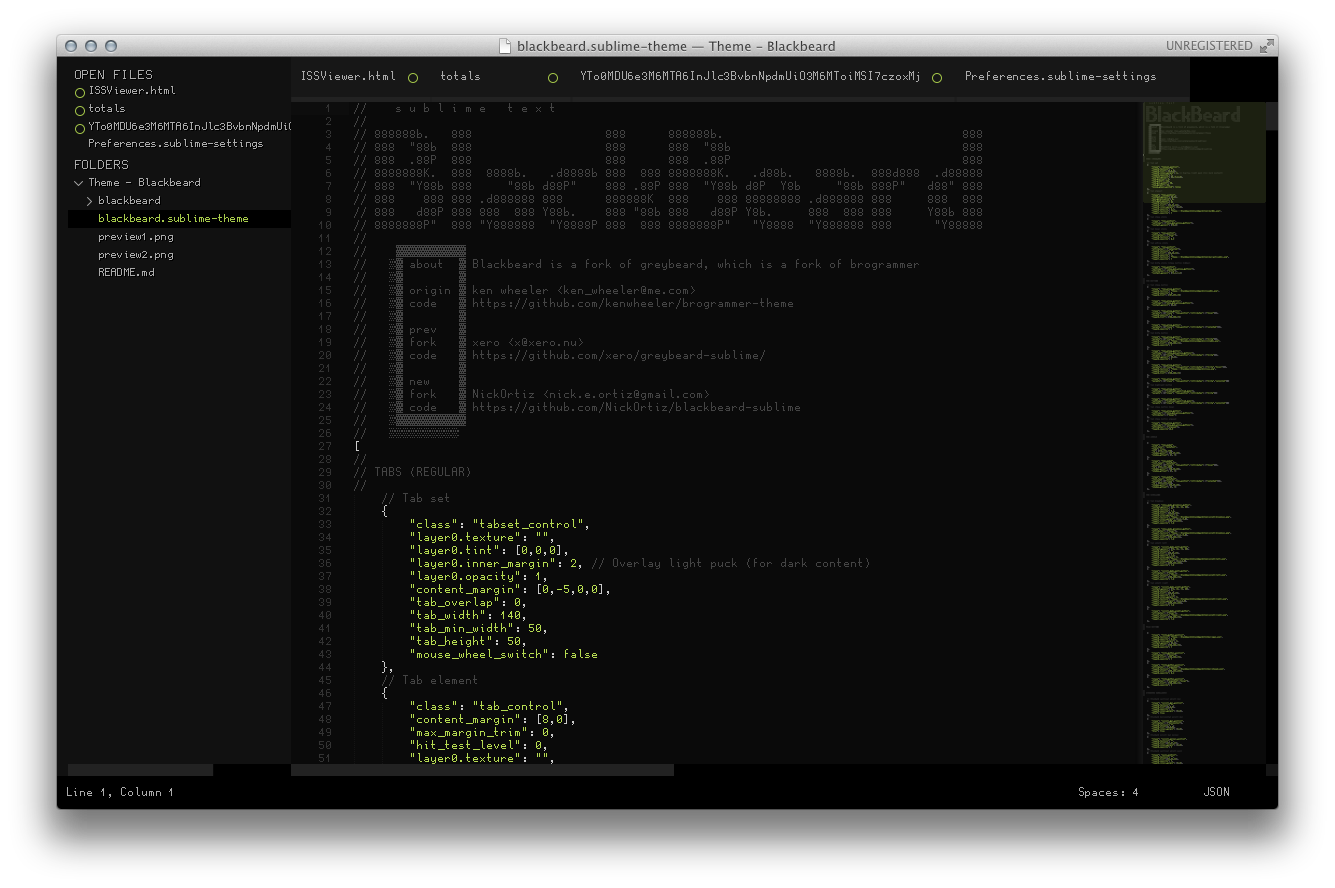 blackbeard.sublime-theme — Theme - Blackbeard
UNREGISTERED
OPEN FILES
ISSViewer.html
totals
YTo0MDU6e3M6MTA6InJlc3BvbnNpdmUi
Preferences.sublime-settings
FOLDERS
Theme - Blackbeard
blackbeard
blackbeard.sublime-theme
preview1.png
preview2.png
README.md
ISSViewer.html totals YTo0MDU6e3M6MTA6InJlc3BvbnNpdmUiO3M6MToiMSI7czoxMj Preferences.sublime-settings
1 // s u b l i m e   t e x t
2 //
3 // 888888b.   888                   888      888888b.                                  888
4 // 888  "88b  888                   888      888  "88b                                 888
5 // 888  .88P  888                   888      888  .88P                                 888
6 // 8888888K.  888  8888b.   .d8888b 888  888 8888888K.   .d88b.   8888b.  888d888  .d88888
7 // 888  "Y88b 888     "88b d88P"    888 .88P 888  "Y88b d8P  Y8b     "88b 888P"   d88" 888
8 // 888    888 888 .d888888 888      888888K  888    888 88888888 .d888888 888     888  888
9 // 888   d88P 888 888  888 Y88b.    888 "88b 888   d88P Y8b.     888  888 888     Y88b 888
10 // 8888888P"  888 "Y888888  "Y8888P 888  888 8888888P"   "Y8888  "Y888888 888      "Y88888
11 //
12 //
13 // about Blackbeard is a fork of greybeard, which is a fork of brogrammer
14 //
15 // origin ken wheeler <ken_wheeler@me.com>
16 // code https://github.com/kenwheeler/brogrammer-theme
17 //
18 // prev
19 // fork xero <x@xero.nu>
20 // code https://github.com/xero/greybeard-sublime/
21 //
22 // new
23 // fork NickOrtiz <nick.e.ortiz@gmail.com>
24 // code https://github.com/NickOrtiz/blackbeard-sublime
25 //
26 //
27 [
28 //
29 // TABS (REGULAR)
30 //
31 // Tab set
32 {
33 "class": "tabset_control",
34 "layer0.texture": "",
35 "layer0.tint": [0,0,0],
36 "layer0.inner_margin": 2, // Overlay light puck (for dark content)
37 "layer0.opacity": 1,
38 "content_margin": [0,-5,0,0],
39 "tab_overlap": 0,
40 "tab_width": 140,
41 "tab_min_width": 50,
42 "tab_height": 50,
43 "mouse_wheel_switch": false
44 },
45 // Tab element
46 {
47 "class": "tab_control",
48 "content_margin": [8,0],
49 "max_margin_trim": 0,
50 "hit_test_level": 0,
51 "layer0.texture": "",
BlackBeard
Line 1, Column 1
Spaces: 4
JSON